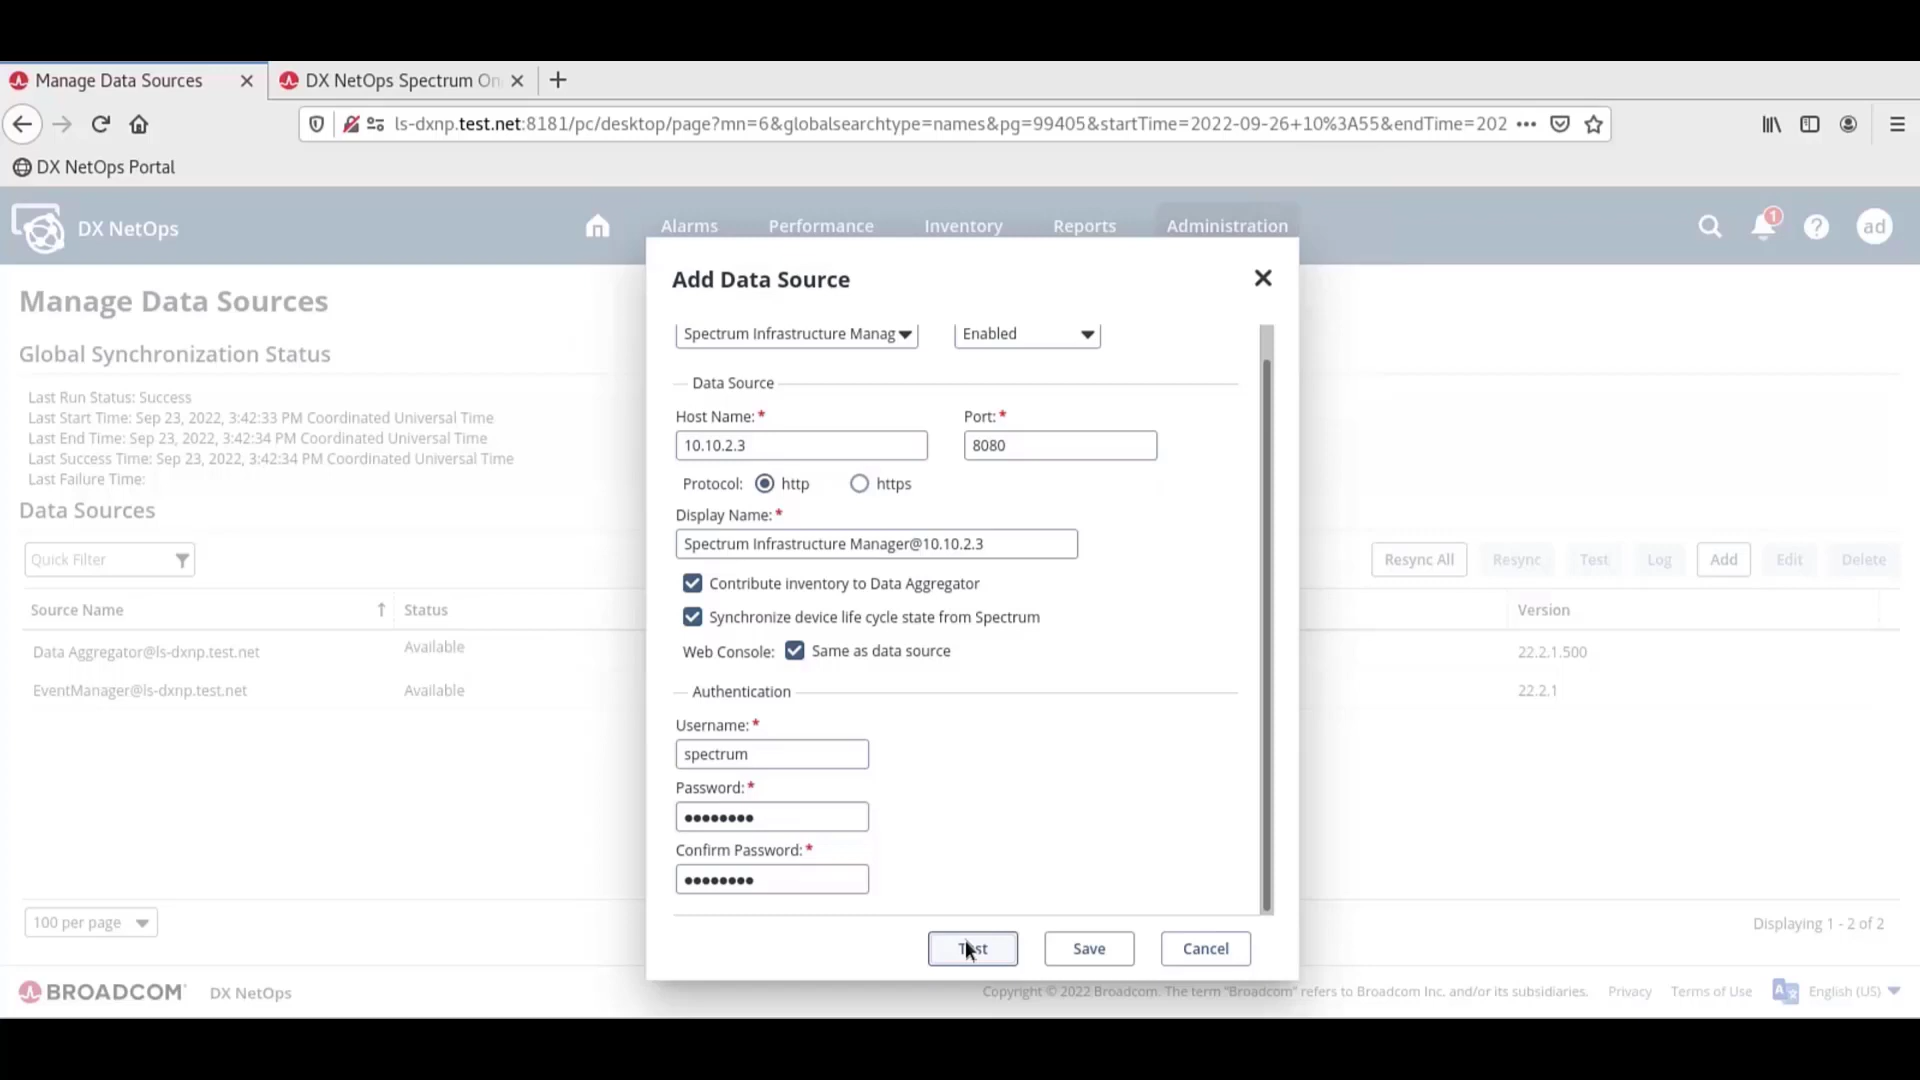 Manage Data Sources
DX NetOps Spectrum On
ls-dxnp.test.net:8181/pc/desktop/page?mn=6&globalsearchtype=names&pg=99405&startTime=2022-09-26+10%3A55&endTime=202
DX NetOps Portal
DX NetOps
Alarms
Performance
Inventory
Reports
Administration
1
ad
Manage Data Sources
Global Synchronization Status
Last Run Status: Success
Last Start Time: Sep 23, 2022, 3:42:33 PM Coordinated Universal Time
Last End Time: Sep 23, 2022, 3:42:34 PM Coordinated Universal Time
Last Success Time: Sep 23, 2022, 3:42:34 PM Coordinated Universal Time
Last Failure Time:
Data Sources
Quick Filter
Resync All
Resync
Test
Log
Add
Edit
Delete
Source Name
Status
Version
Data Aggregator@ls-dxnp.test.net
Available
22.2.1.500
EventManager@ls-dxnp.test.net
Available
22.2.1
100 per page
Displaying 1 - 2 of 2
Add Data Source
Spectrum Infrastructure Manag
Enabled
Data Source
Host Name:*
Port:*
10.10.2.3
8080
Protocol:
http
https
Display Name:*
Spectrum Infrastructure Manager@10.10.2.3
Contribute inventory to Data Aggregator
Synchronize device life cycle state from Spectrum
Web Console:
Same as data source
Authentication
Username:*
spectrum
Password:*
Confirm Password:*
Test
Save
Cancel
BROADCOM
DX NetOps
Copyright © 2022 Broadcom. The term "Broadcom" refers to Broadcom Inc. and/or its subsidiaries.
Privacy
Terms of Use
English (US)